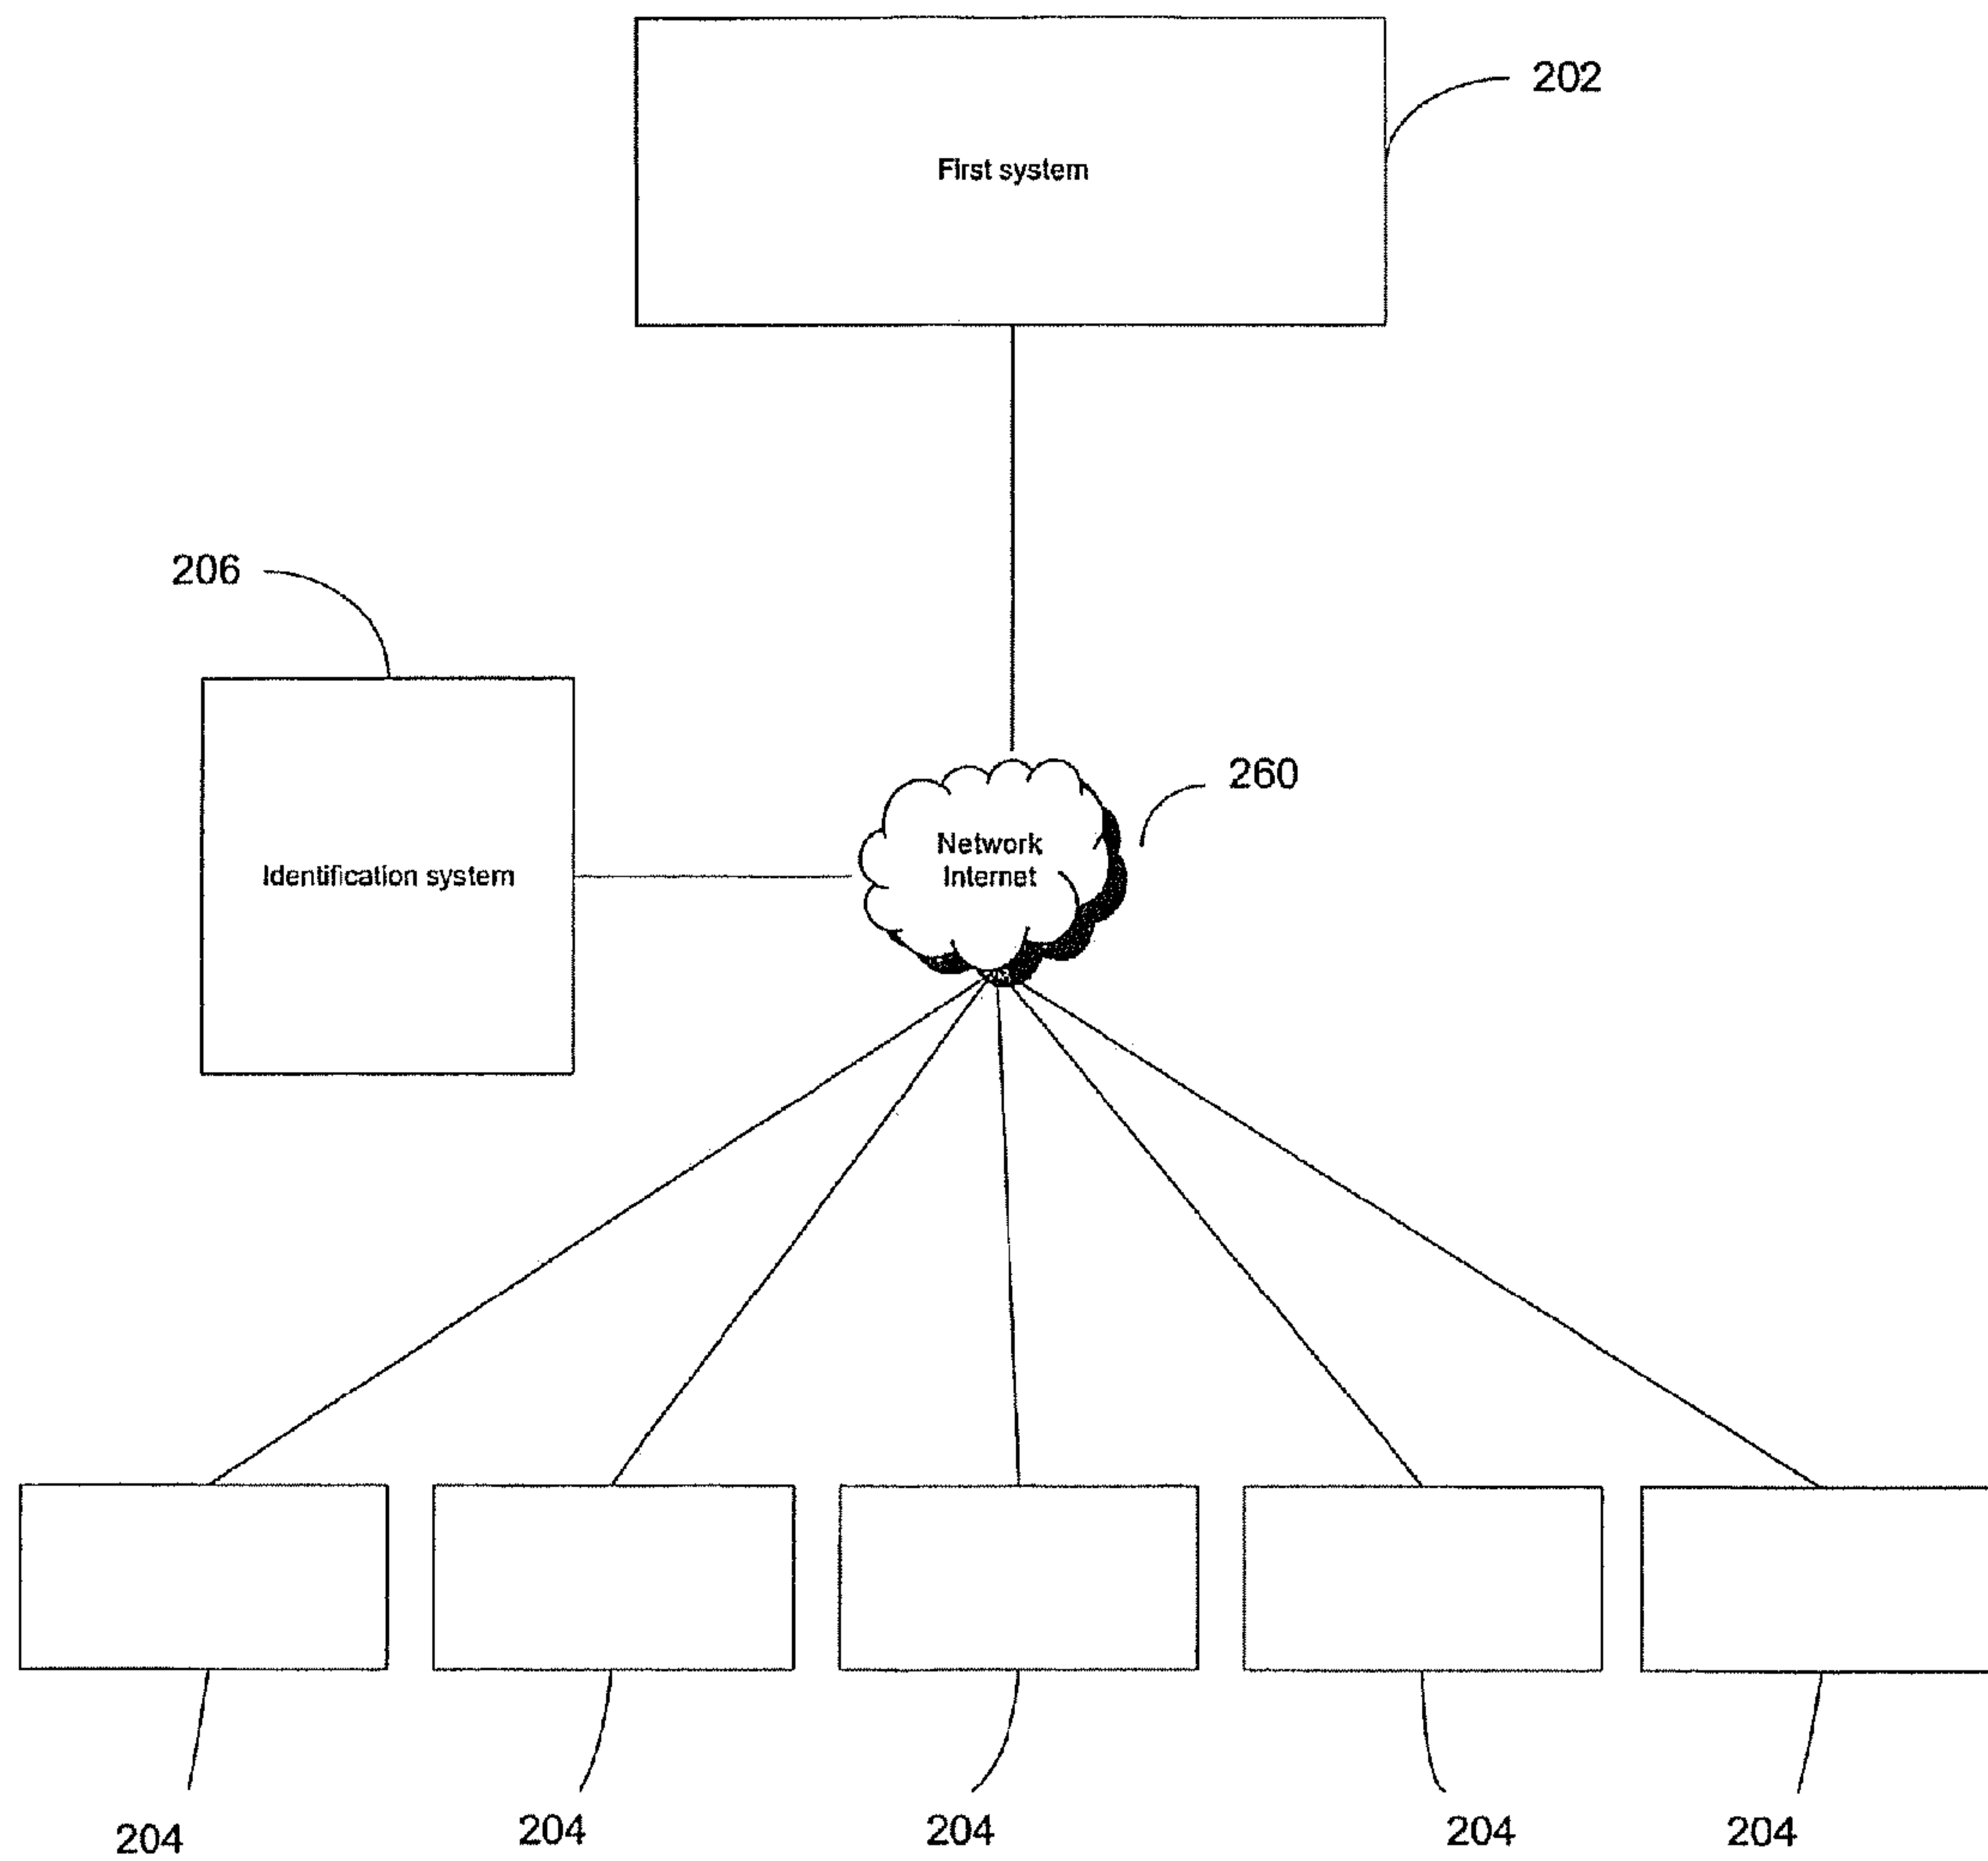 202
First system
206
260
Network
Internet
Identification system
204
204
204
204
204